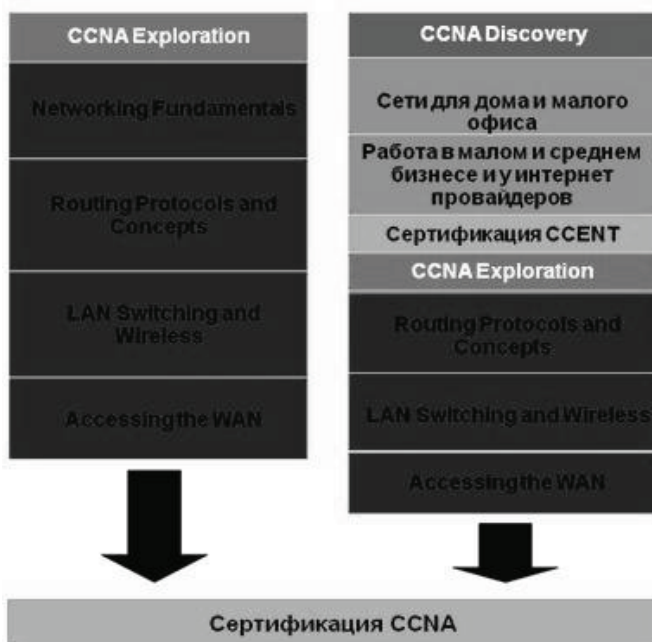 CCNA Exploration
Networking Fundamentals
Routing Protocols and
Concepts
LAN Switching and
Wireless
Accessing the WAN
CCNA Discovery
Сети для дома и малого
офиса
Работа в малом и среднем
бизнесе и у интернет
провайдеров
Сертификация CCENT
CCNA Exploration
Routing Protocols and
Concepts
LAN Switching and Wireless
Accessing the WAN
Сертификация CCNA